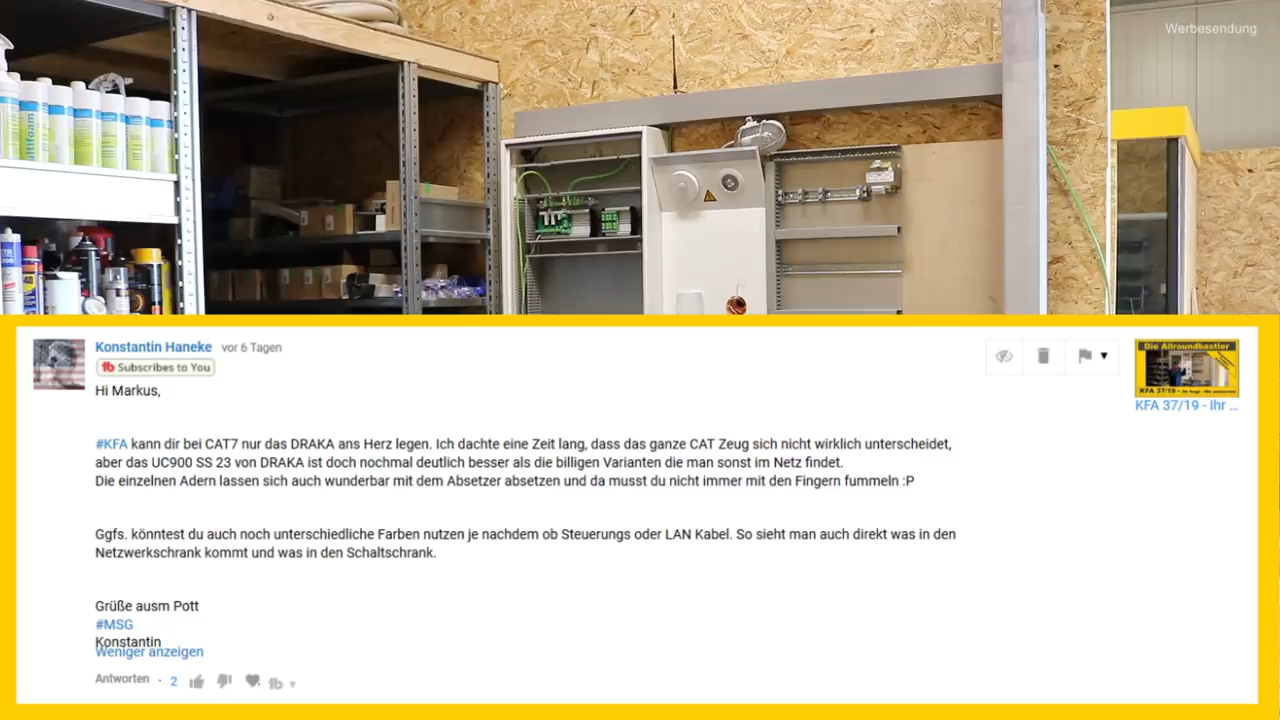 Werbesendung
antifoam
Konstantin Haneke vor 6 Tagen
Subscribes to You
Hi Markus,
#KFA kann dir bei CAT7 nur das DRAKA ans Herz legen. Ich dachte eine Zeit lang, dass das ganze CAT Zeug sich nicht wirklich unterscheidet,
aber das UC900 SS 23 von DRAKA ist doch nochmal deutlich besser als die billigen Varianten die man sonst im Netz findet.
Die einzelnen Adern lassen sich auch wunderbar mit dem Absetzer absetzen und da musst du nicht immer mit den Fingern fummeln :P
Ggfs. könntest du auch noch unterschiedliche Farben nutzen je nachdem ob Steuerungs oder LAN Kabel. So sieht man auch direkt was in den
Netzwerkschrank kommt und was in den Schaltschrank.
Grüße ausm Pott
#MSG
Konstantin
Weniger anzeigen
Antworten · 2
Die Allroundbastler
KFA 37/19 - Ihr ...